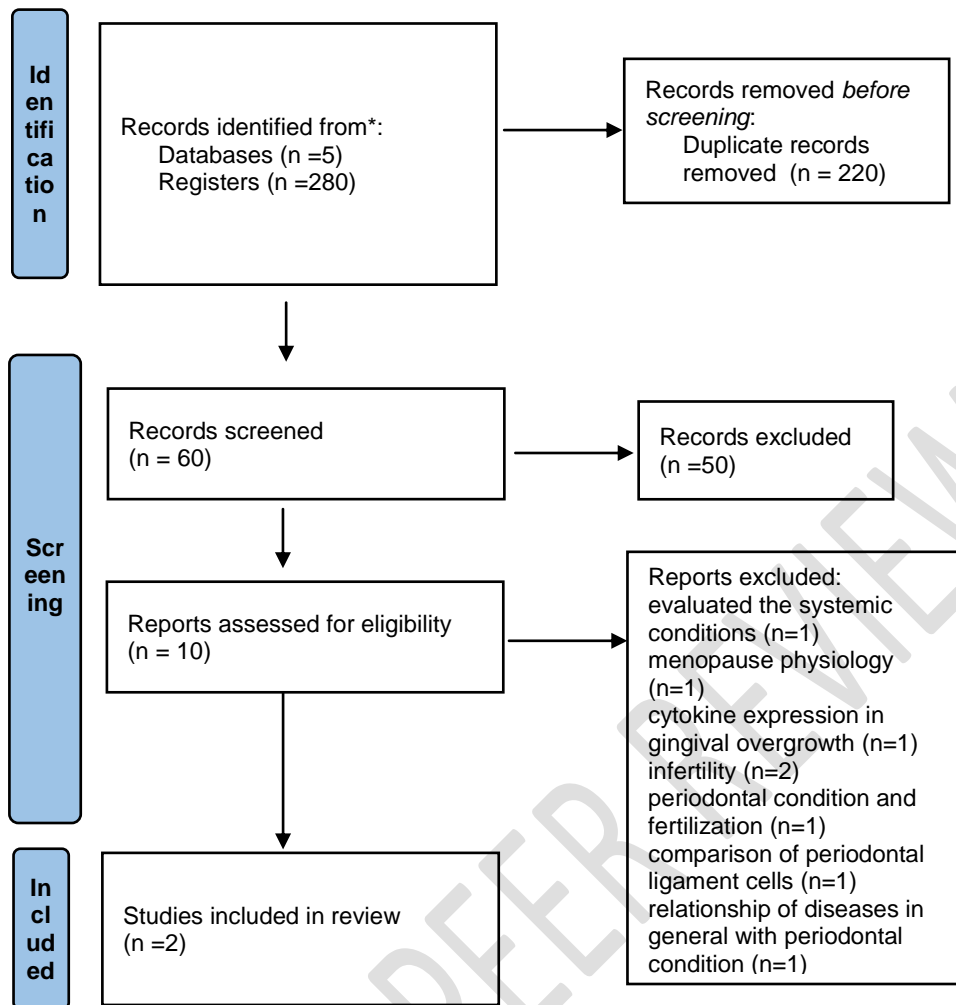 Id
en
tifi
ca
tio
n
Records identified from*:
Databases (n =5)
Registers (n =280)
Records removed before
screening:
Duplicate records
removed (n = 220)
Scr
een
ing
Records screened
(n = 60)
Records excluded
(n =50)
Reports assessed for eligibility
(n = 10)
Reports excluded:
evaluated the systemic
conditions (n=1)
menopause physiology
(n=1)
cytokine expression in
gingival overgrowth (n=1)
infertility (n=2)
periodontal condition and
fertilization (n=1)
comparison of periodontal
ligament cells (n=1)
relationship of diseases in
general with periodontal
condition (n=1)
In
cl
ud
ed
Studies included in review
(n =2)
PEER REVIEW